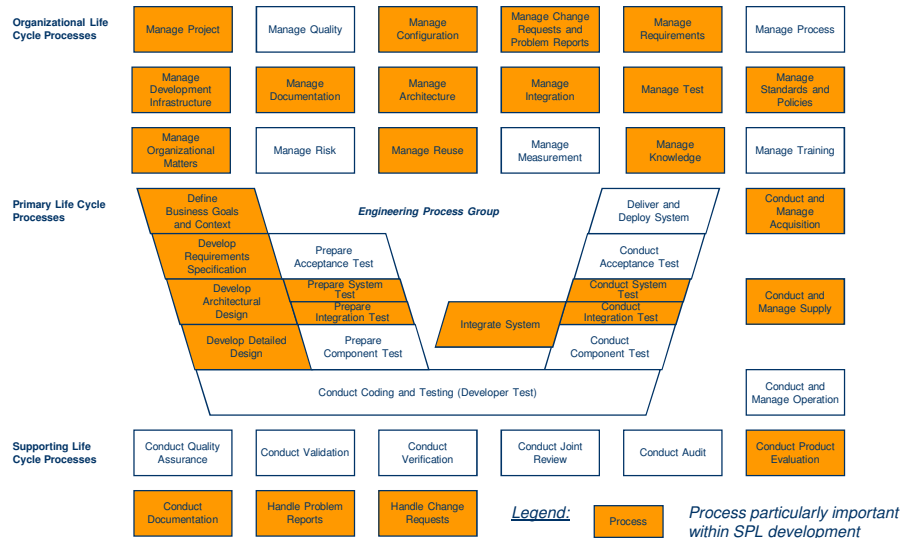 Organizational Life
Cycle Processes
Manage Project
Manage Quality
Manage
Configuration
Manage Change
Requests and
Problem Reports
Manage
Requirements
Manage Process
Manage
Development
Infrastructure
Manage
Documentation
Manage
Architecture
Manage
Integration
Manage Test
Manage
Standards and
Policies
Manage
Organizational
Matters
Manage Risk
Manage Reuse
Manage
Measurement
Manage
Knowledge
Manage Training
Primary Life Cycle
Processes
Define
Business Goals
and Context
Engineering Process Group
Deliver and
Deploy System
Conduct and
Manage
Acquisition
Develop
Requirements
Specification
Prepare
Acceptance Test
Conduct
Acceptance Test
Develop
Architectural
Design
Prepare System
Test
Prepare
Integration Test
Integrate System
Conduct System
Test
Conduct
Integration Test
Conduct and
Manage Supply
Develop Detailed
Design
Prepare
Component Test
Conduct
Component Test
Conduct Coding and Testing (Developer Test)
Conduct and
Manage Operation
Supporting Life
Cycle Processes
Conduct Quality
Assurance
Conduct Validation
Conduct
Verification
Conduct Joint
Review
Conduct Audit
Conduct Product
Evaluation
Conduct
Documentation
Handle Problem
Reports
Handle Change
Requests
Legend:
Process
Process particularly important
within SPL development